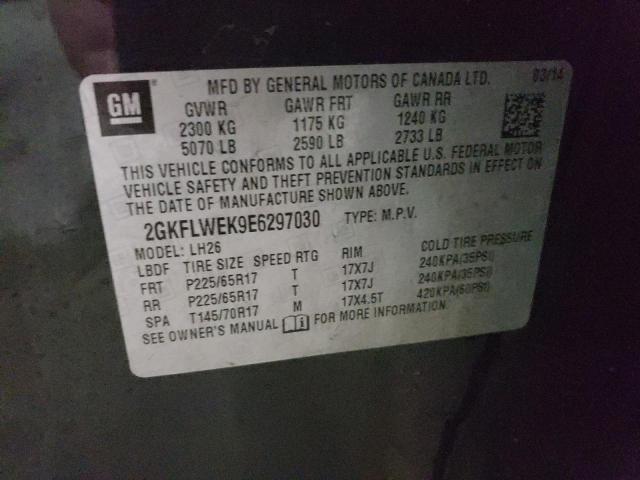 GM
MFD BY GENERAL MOTORS OF CANADA LTD. 03/14
GVWR GAWR FRT GAWR RR
2300 KG 1175 KG 1240 KG
5070 LB 2590 LB 2733 LB
THIS VEHICLE CONFORMS TO ALL APPLICABLE U.S. FEDERAL MOTOR
VEHICLE SAFETY AND THEFT PREVENTION STANDARDS IN EFFECT ON
THE DATE OF MANUFACTURE SHOWN ABOVE.
2GKFLWEK9E6297030 TYPE: M.P.V.
MODEL: LH26
LBDF TIRE SIZE SPEED RTG RIM COLD TIRE PRESSURE
FRT P225/65R17 T 17X7J 240KPA(35PSI)
RR P225/65R17 T 17X7J 240KPA(35PSI)
SPA T145/70R17 M 17X4.5T 420KPA(60PSI)
SEE OWNER'S MANUAL FOR MORE INFORMATION.